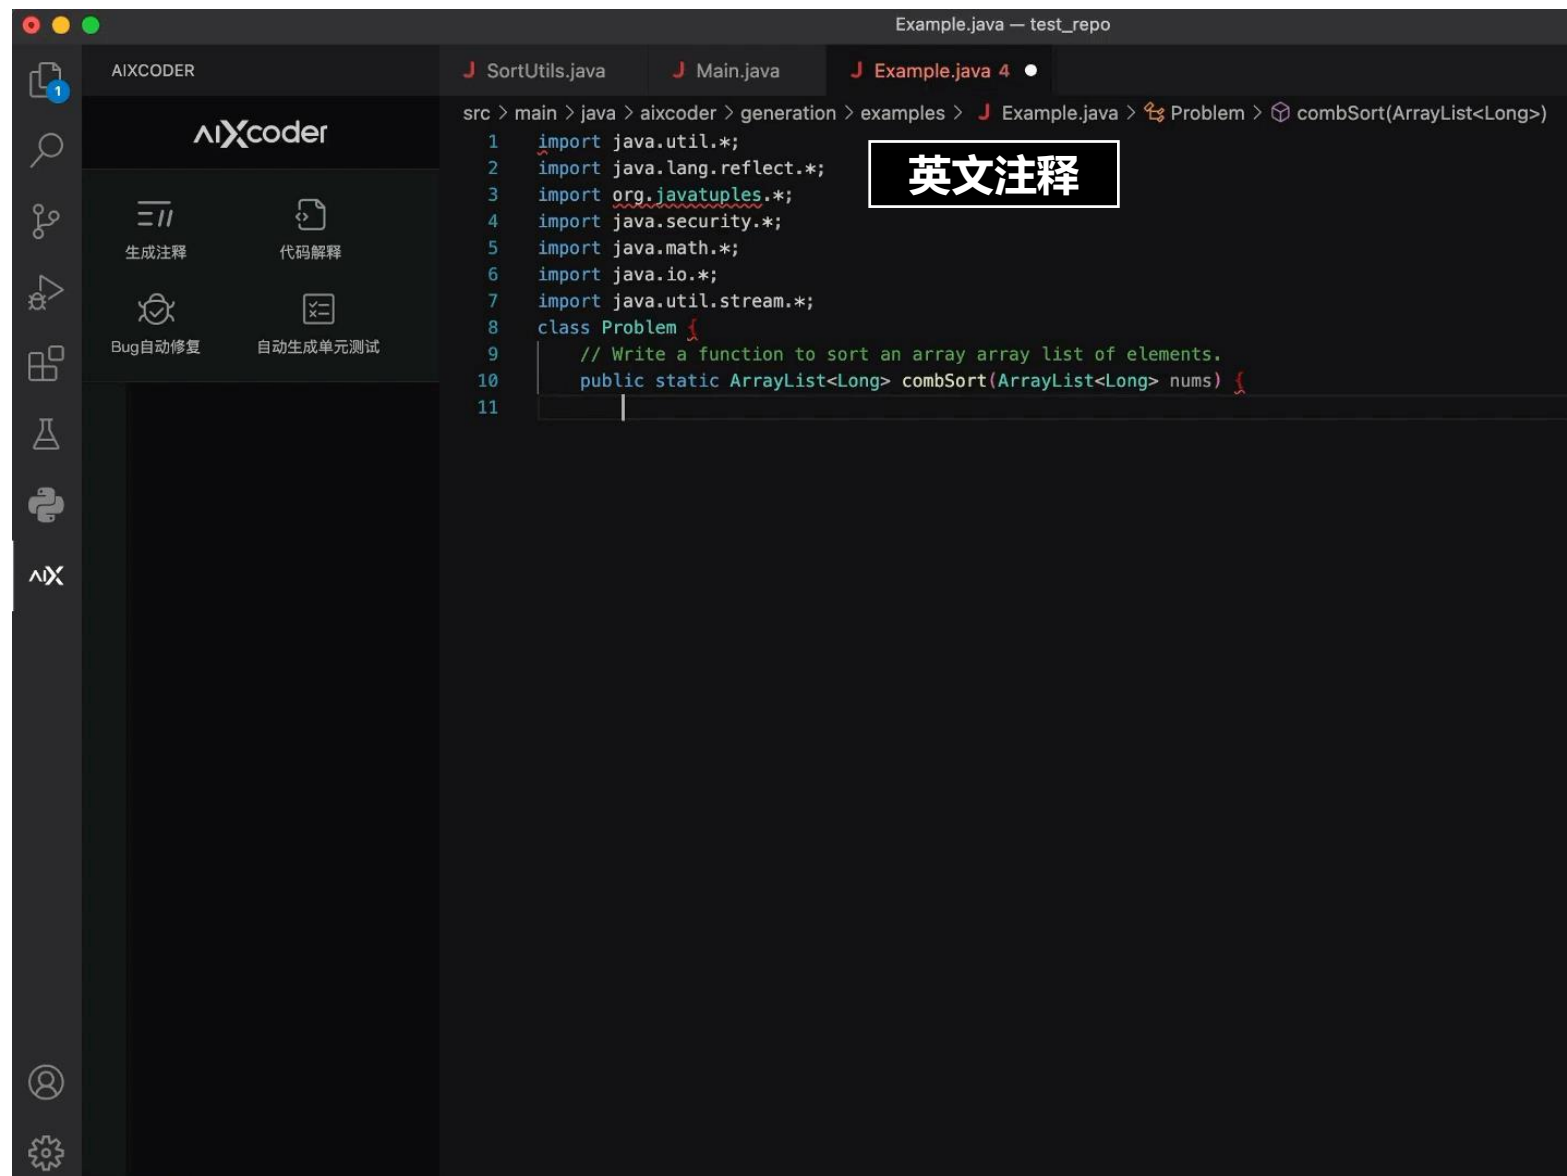 Example.java — test_repo
AIXCODER
SortUtils.java
Main.java
Example.java 4
1
aiXcoder
src > main > java > aixcoder > generation > examples > J Example.java > Problem > combSort(ArrayList<Long>)
英文注释
生成注释
代码解释
Bug自动修复
自动生成单元测试
aiX
1 import java.util.*;
2 import java.lang.reflect.*;
3 import org.javatuples.*;
4 import java.security.*;
5 import java.math.*;
6 import java.io.*;
7 import java.util.stream.*;
8 class Problem {
9 // Write a function to sort an array array list of elements.
10 public static ArrayList<Long> combSort(ArrayList<Long> nums) {
11